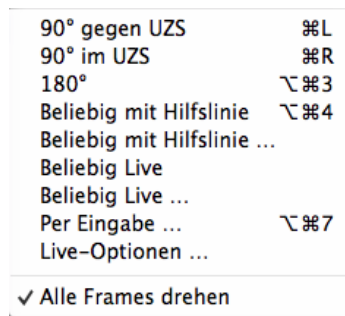 90° gegen UZS ⌘L
90° im UZS ⌘R
180° ⌥⌘3
Beliebig mit Hilfslinie ⌥⌘4
Beliebig mit Hilfslinie ...
Beliebig Live
Beliebig Live ...
Per Eingabe ... ⌥⌘7
Live-Optionen ...
✓ Alle Frames drehen